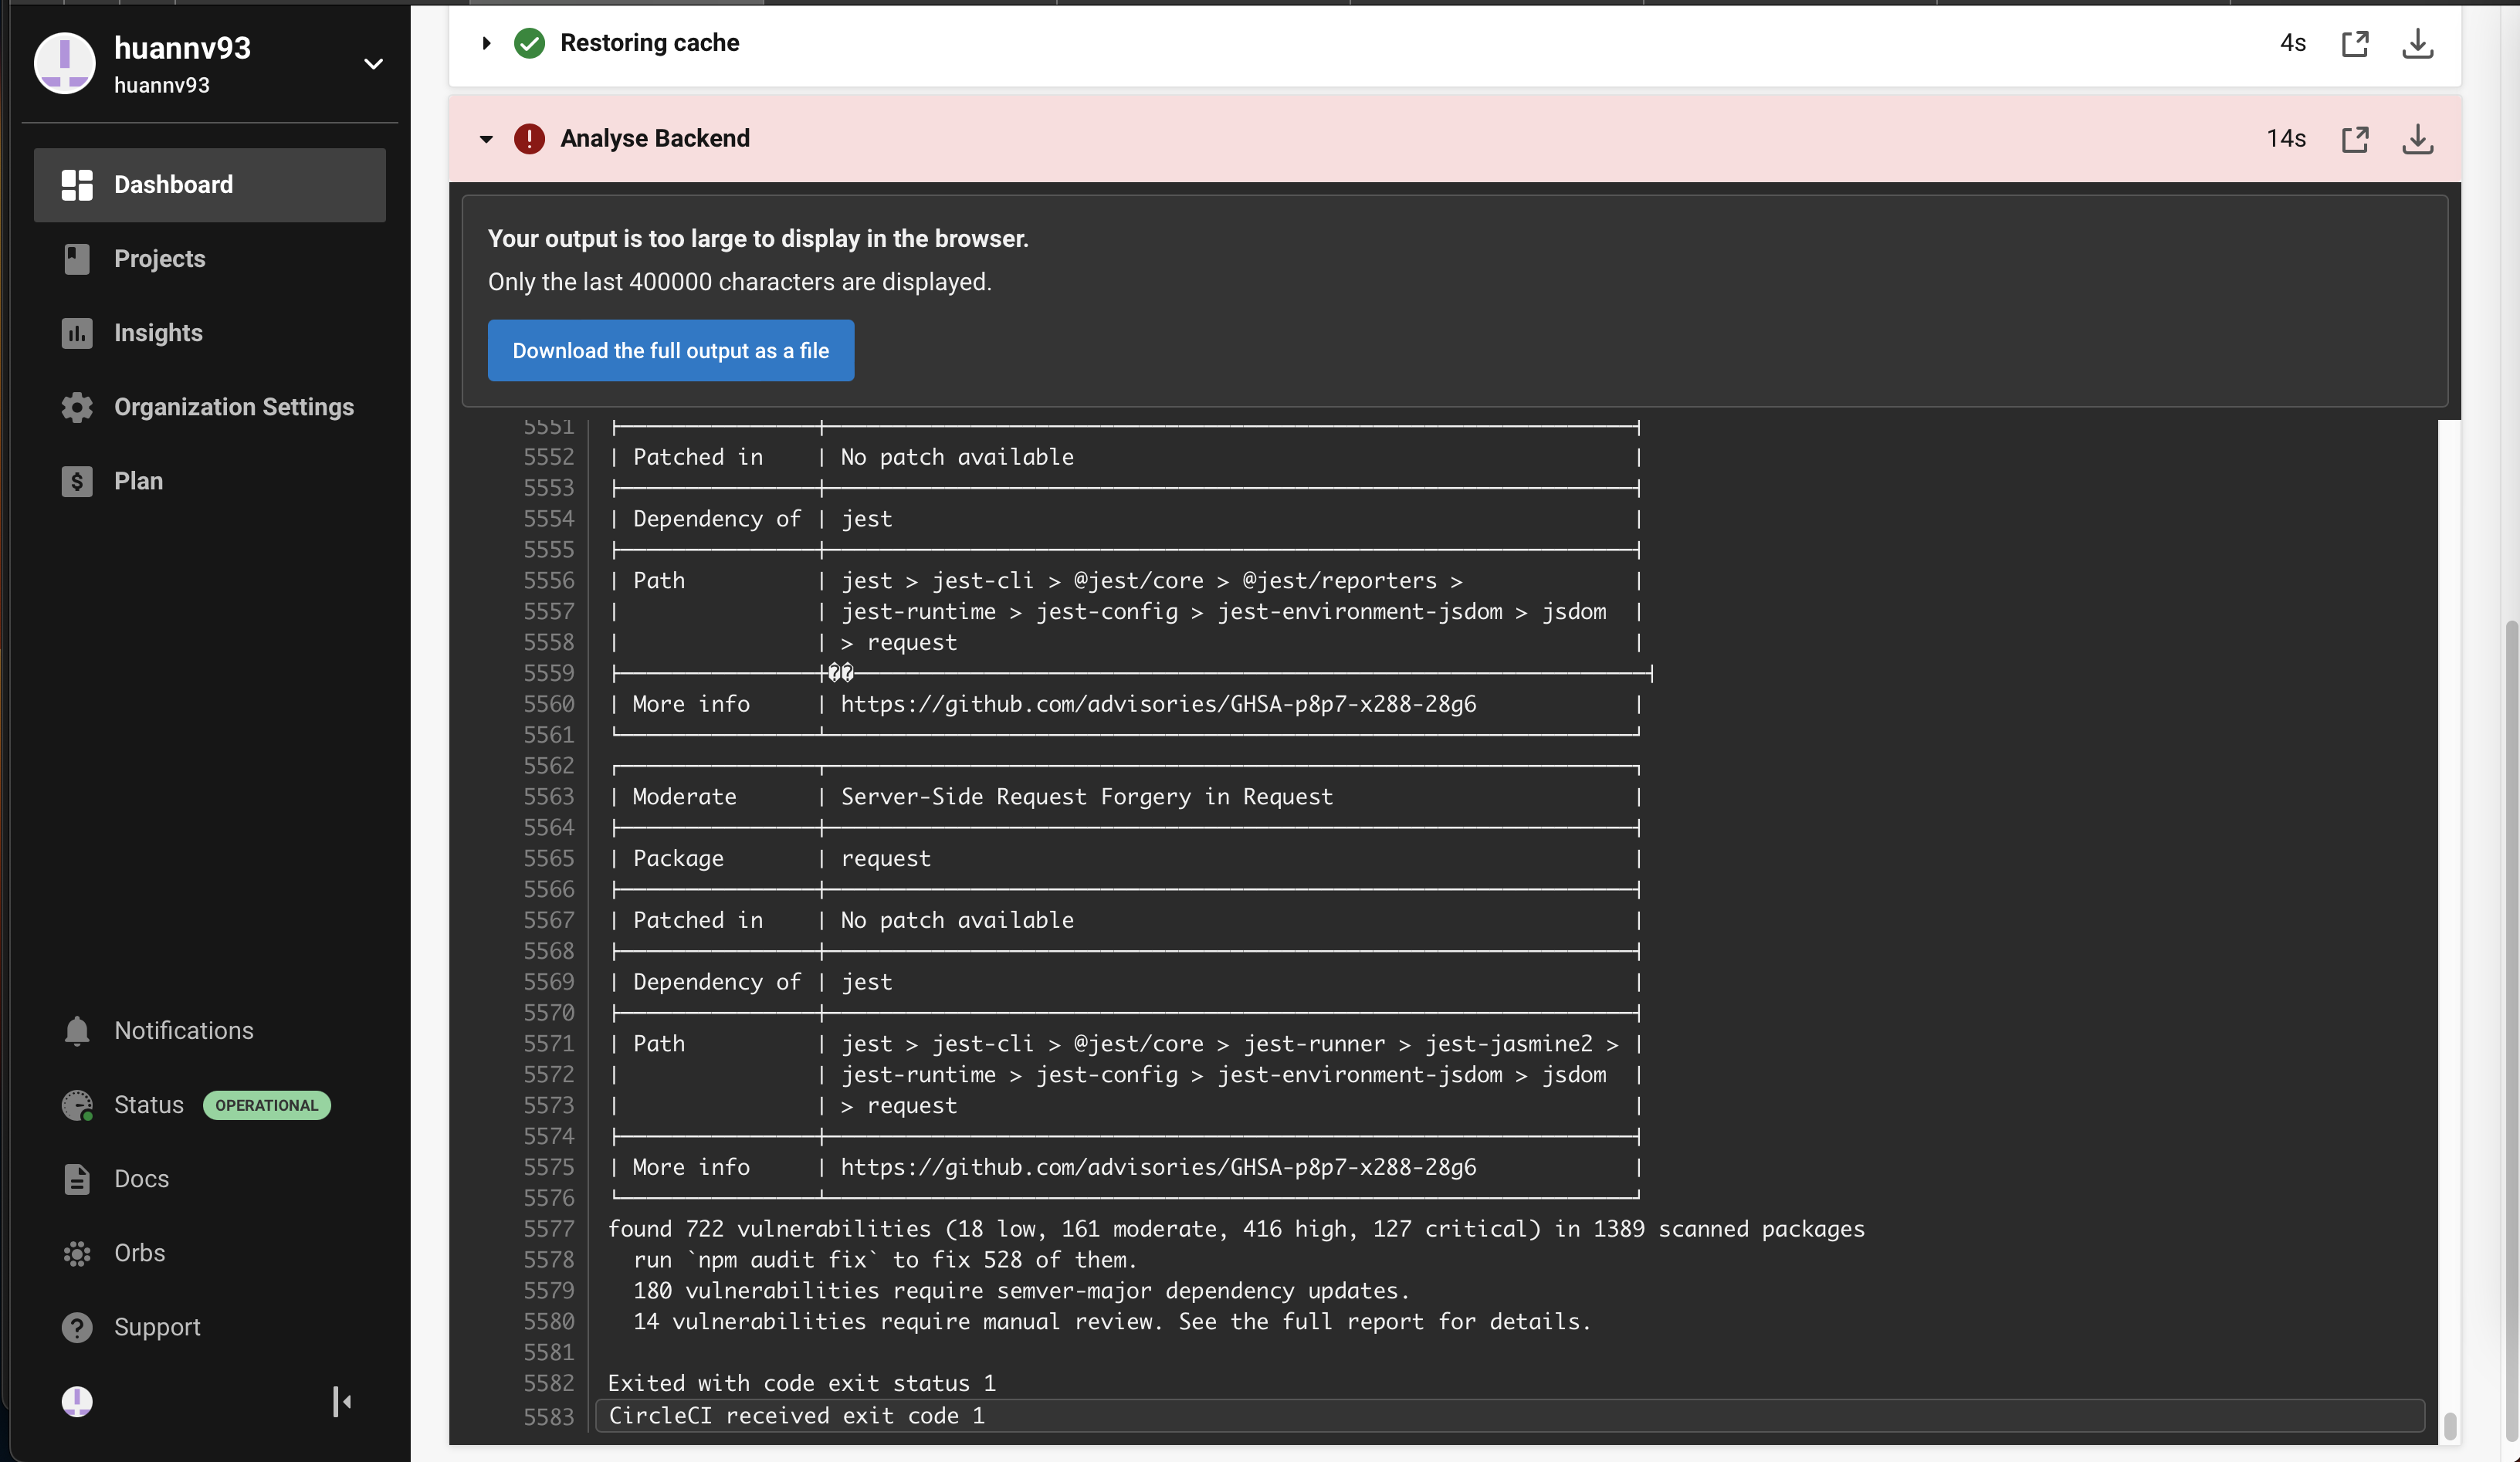 huannv93
huannv93
Dashboard
Projects
Insights
Organization Settings
Plan
Notifications
Status OPERATIONAL
Docs
Orbs
Support
Restoring cache 4s
Analyse Backend 14s
Your output is too large to display in the browser.
Only the last 400000 characters are displayed.
Download the full output as a file
5551
5552 | Patched in | No patch available |
5553
5554 | Dependency of | jest |
5555
5556 | Path | jest > jest-cli > @jest/core > @jest/reporters > |
5557 | | jest-runtime > jest-config > jest-environment-jsdom > jsdom |
5558 | | > request |
5559 ��
5560 | More info | https://github.com/advisories/GHSA-p8p7-x288-28g6 |
5561
5562
5563 | Moderate | Server-Side Request Forgery in Request |
5564
5565 | Package | request |
5566
5567 | Patched in | No patch available |
5568
5569 | Dependency of | jest |
5570
5571 | Path | jest > jest-cli > @jest/core > jest-runner > jest-jasmine2 > |
5572 | | jest-runtime > jest-config > jest-environment-jsdom > jsdom |
5573 | | > request |
5574
5575 | More info | https://github.com/advisories/GHSA-p8p7-x288-28g6 |
5576
5577 found 722 vulnerabilities (18 low, 161 moderate, 416 high, 127 critical) in 1389 scanned packages
5578 run `npm audit fix` to fix 528 of them.
5579 180 vulnerabilities require semver-major dependency updates.
5580 14 vulnerabilities require manual review. See the full report for details.
5581
5582 Exited with code exit status 1
5583 CircleCI received exit code 1